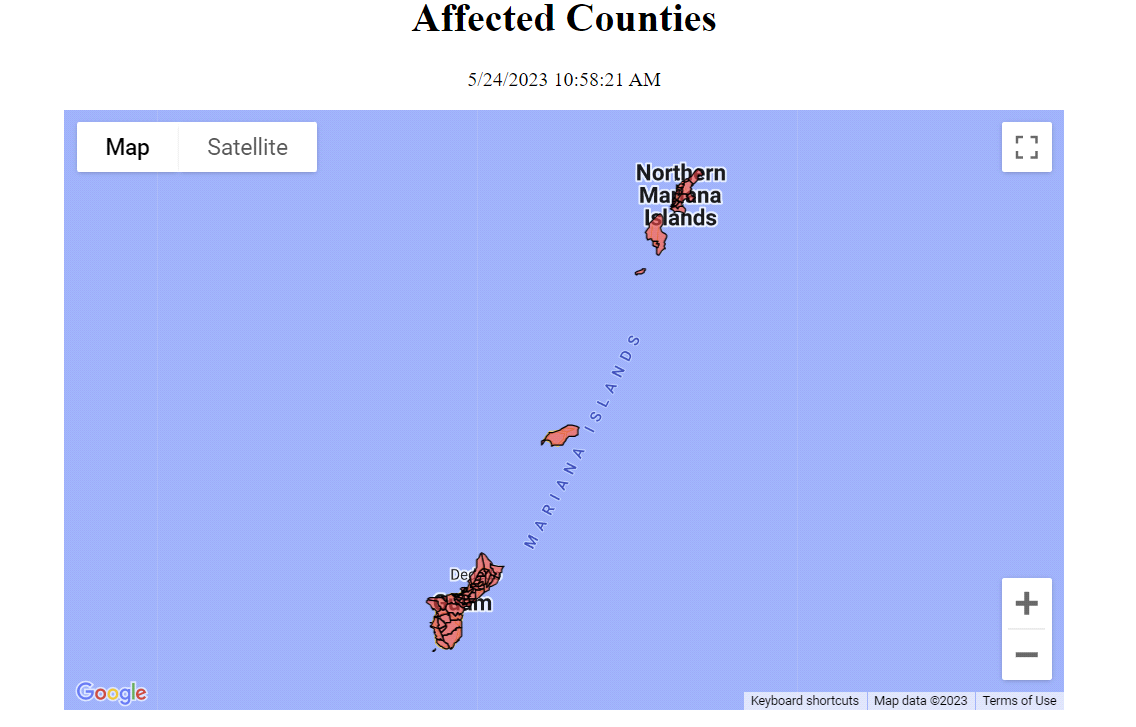 Affected Counties
5/24/2023 10:58:21 AM
Map
Satellite
Northern
Mariana
Islands
MARIANA ISLANDS
Guam
Google
Keyboard shortcuts
Map data ©2023
Terms of Use